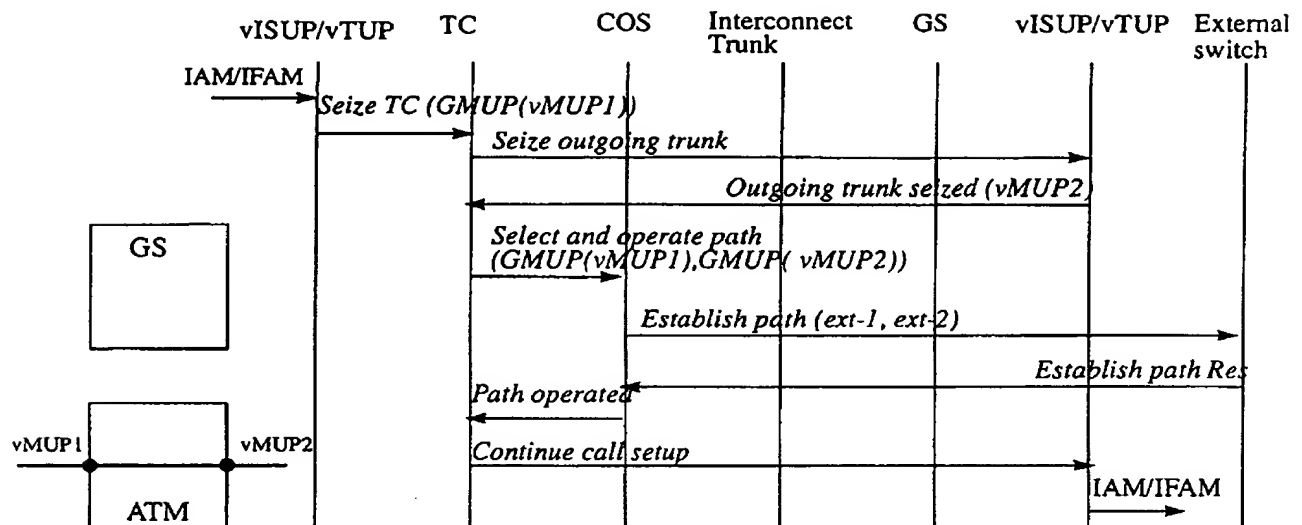 vISUP/vTUP TC COS Interconnect Trunk GS vISUP/vTUP External switch
IAM/IFAM
Seize TC (GMUP(vMUP1))
Seize outgoing trunk
Outgoing trunk seized (vMUP2)
GS
Select and operate path
(GMUP(vMUP1),GMUP( vMUP2))
Establish path (ext-1, ext-2)
Establish path Res
Path operated
vMUP1
vMUP2
Continue call setup
IAM/IFAM
ATM